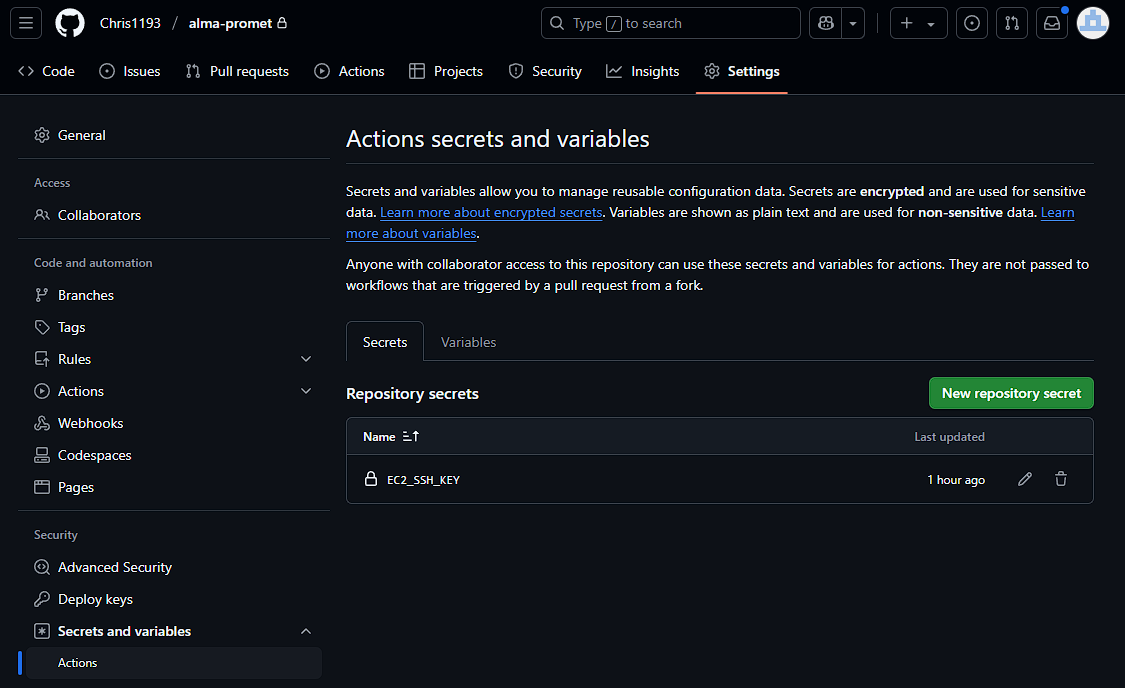 Chris1193 / alma-promet
Type / to search
Code
Issues
Pull requests
Actions
Projects
Security
Insights
Settings
General
Access
Collaborators
Code and automation
Branches
Tags
Rules
Actions
Webhooks
Codespaces
Pages
Security
Advanced Security
Deploy keys
Secrets and variables
Actions
Actions secrets and variables
Secrets and variables allow you to manage reusable configuration data. Secrets are encrypted and are used for sensitive
data. Learn more about encrypted secrets. Variables are shown as plain text and are used for non-sensitive data. Learn
more about variables.
Anyone with collaborator access to this repository can use these secrets and variables for actions. They are not passed to
workflows that are triggered by a pull request from a fork.
Secrets
Variables
Repository secrets
New repository secret
Name
Last updated
EC2_SSH_KEY
1 hour ago